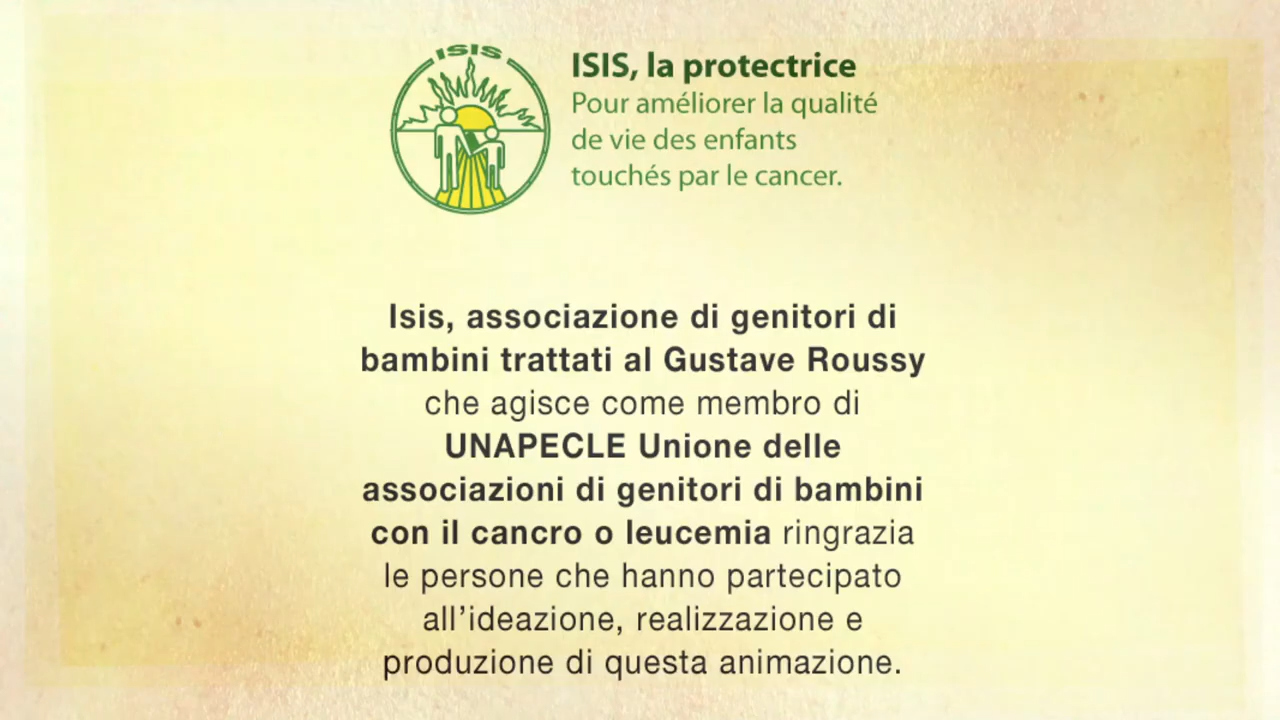 ISIS
ISIS, la protectrice
Pour améliorer la qualité
de vie des enfants
touchés par le cancer.
Isis, associazione di genitori di
bambini trattati al Gustave Roussy
che agisce come membro di
UNAPECLE Unione delle
associazioni di genitori di bambini
con il cancro o leucemia ringrazia
le persone che hanno partecipato
all’ideazione, realizzazione e
produzione di questa animazione.